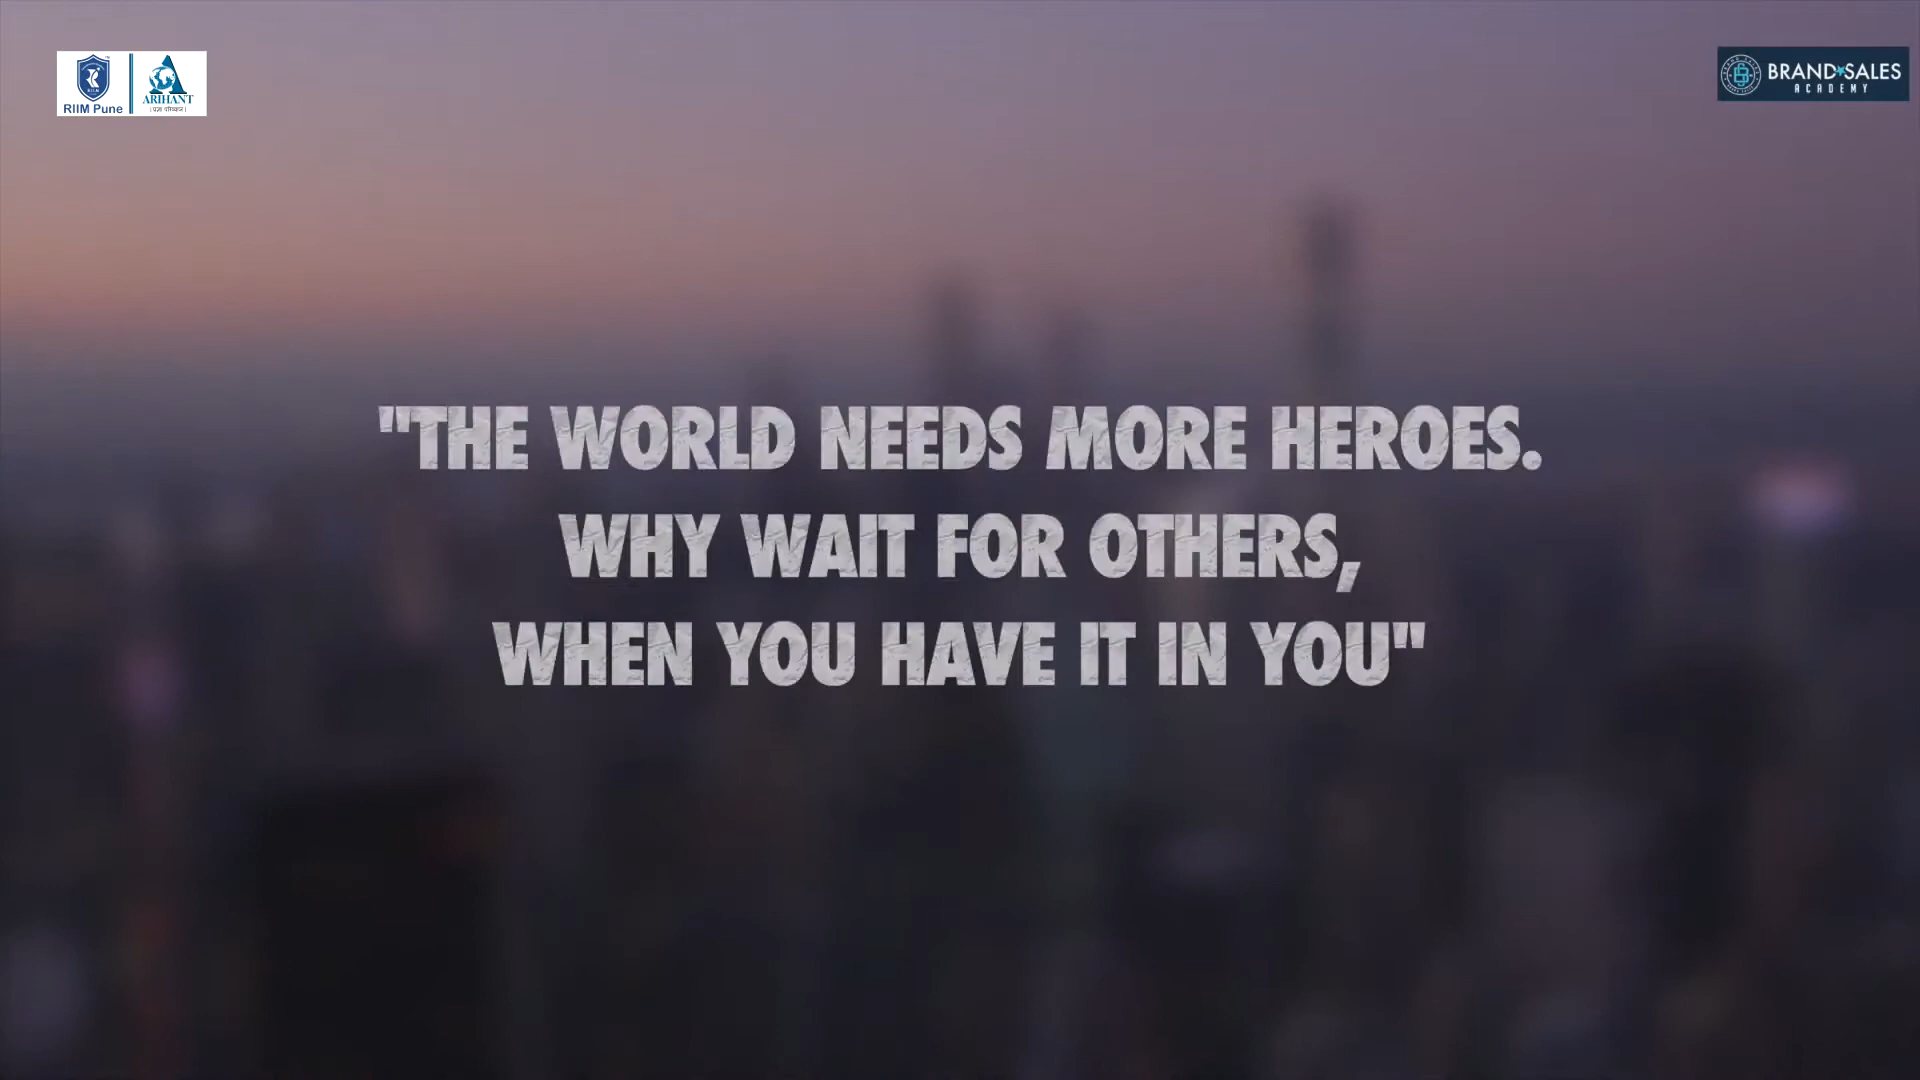 RIIM
RIIM Pune
ARIHANT
BRAND SALES
ACADEMY
"THE WORLD NEEDS MORE HEROES.
WHY WAIT FOR OTHERS,
WHEN YOU HAVE IT IN YOU"